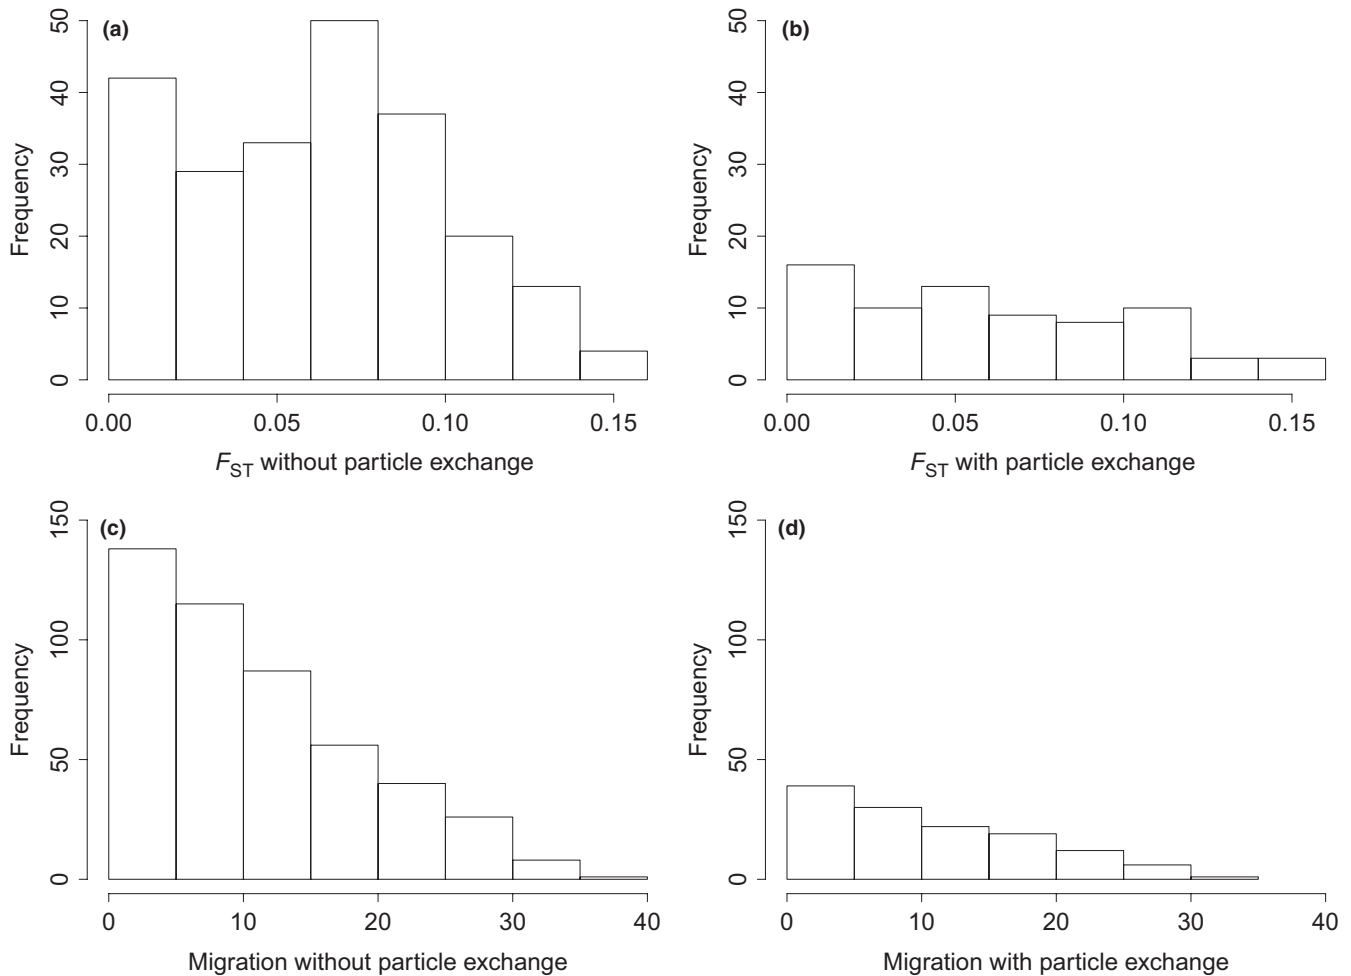 (a)
50
40
30
20
10
0
Frequency
0.00 0.05 0.10 0.15
F_ST without particle exchange
(b)
50
40
30
20
10
0
Frequency
0.00 0.05 0.10 0.15
F_ST with particle exchange
(c)
150
100
50
0
Frequency
0 10 20 30 40
Migration without particle exchange
(d)
150
100
50
0
Frequency
0 10 20 30 40
Migration with particle exchange